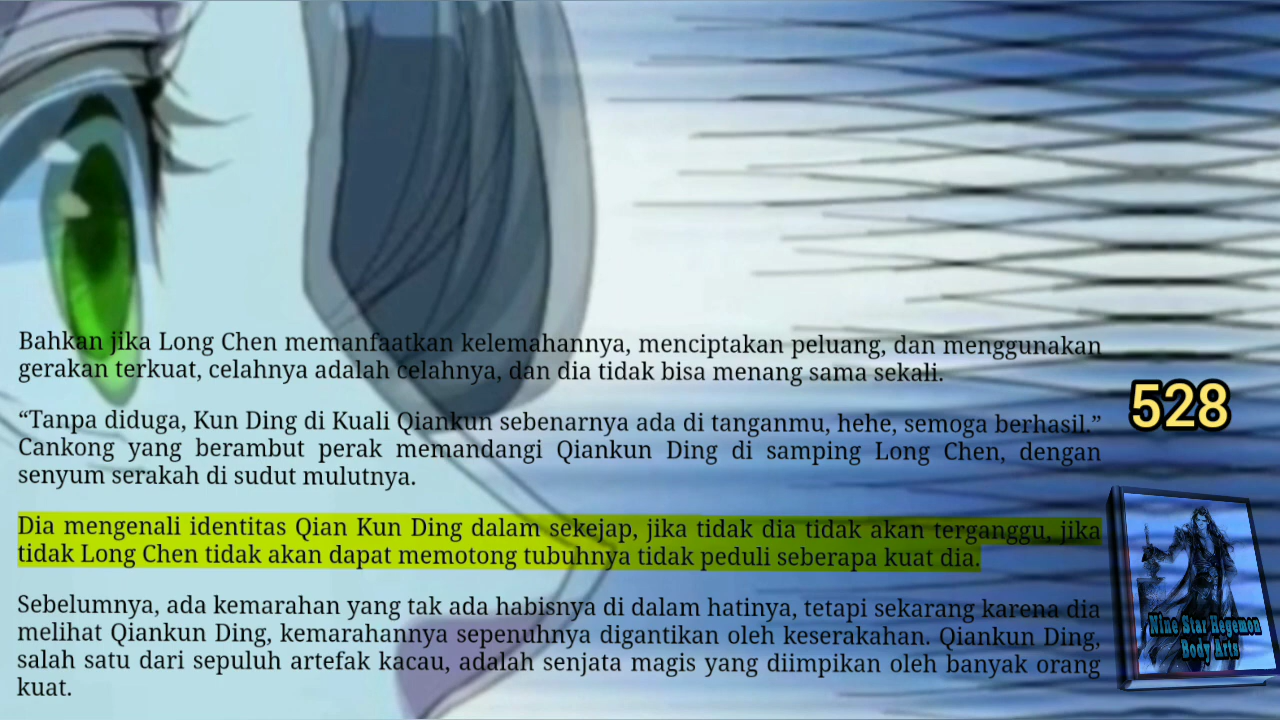 Bahkan jika Long Chen memanfaatkan kelemahannya, menciptakan peluang, dan menggunakan
gerakan terkuat, celahnya adalah celahnya, dan dia tidak bisa menang sama sekali.
“Tanpa diduga, Kun Ding di Kuali Qiankun sebenarnya ada di tanganmu, hehe, semoga berhasil.”
Cankong yang berambut perak memandangi Qiankun Ding di samping Long Chen, dengan
senyum serakah di sudut mulutnya.
Dia mengenali identitas Qian Kun Ding dalam sekejap, jika tidak dia tidak akan terganggu, jika
tidak Long Chen tidak akan dapat memotong tubuhnya tidak peduli seberapa kuat dia.
Sebelumnya, ada kemarahan yang tak ada habisnya di dalam hatinya, tetapi sekarang karena dia
melihat Qiankun Ding, kemarahannya sepenuhnya digantikan oleh keserakahan. Qiankun Ding,
salah satu dari sepuluh artefak kacau, adalah senjata magis yang diimpikan oleh banyak orang
kuat.
528
Nine Star Hegemon
Body Arts